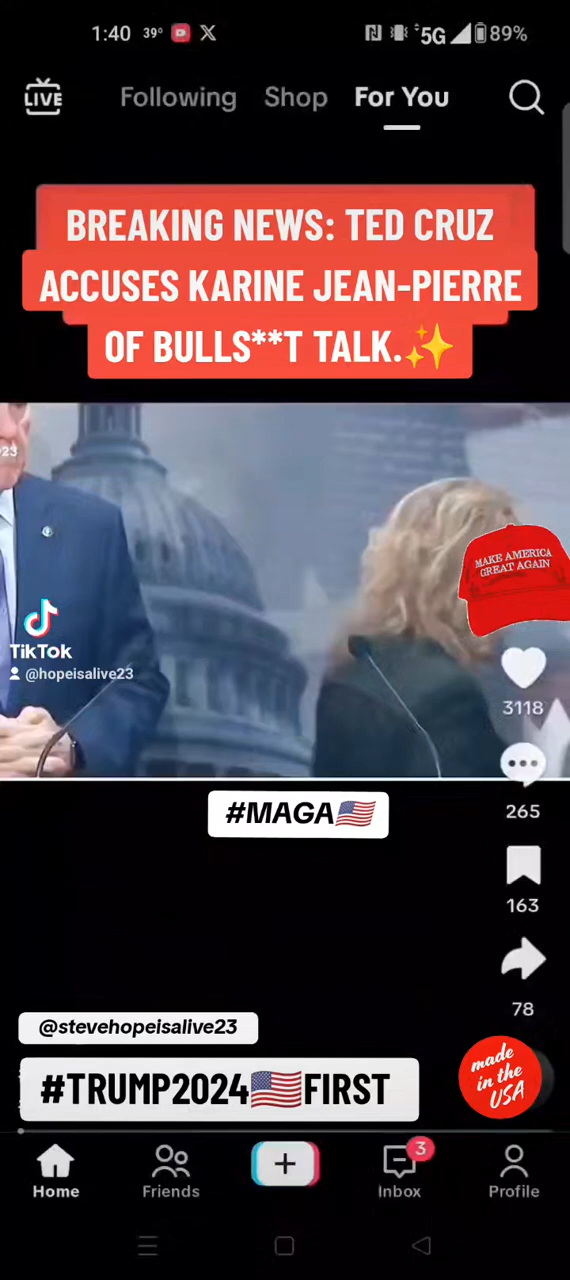 1:40 39° X 5G 89%
LIVE Following Shop For You
BREAKING NEWS: TED CRUZ
ACCUSES KARINE JEAN-PIERRE
OF BULLS**T TALK.✨
23
MAKE AMERICA
GREAT AGAIN
TikTok
@hopeisalive23
3118
#MAGA🇺🇸
265
163
78
@stevehopeisalive23
#TRUMP2024🇺🇸FIRST
made
in the
USA
3
Home Friends Inbox Profile